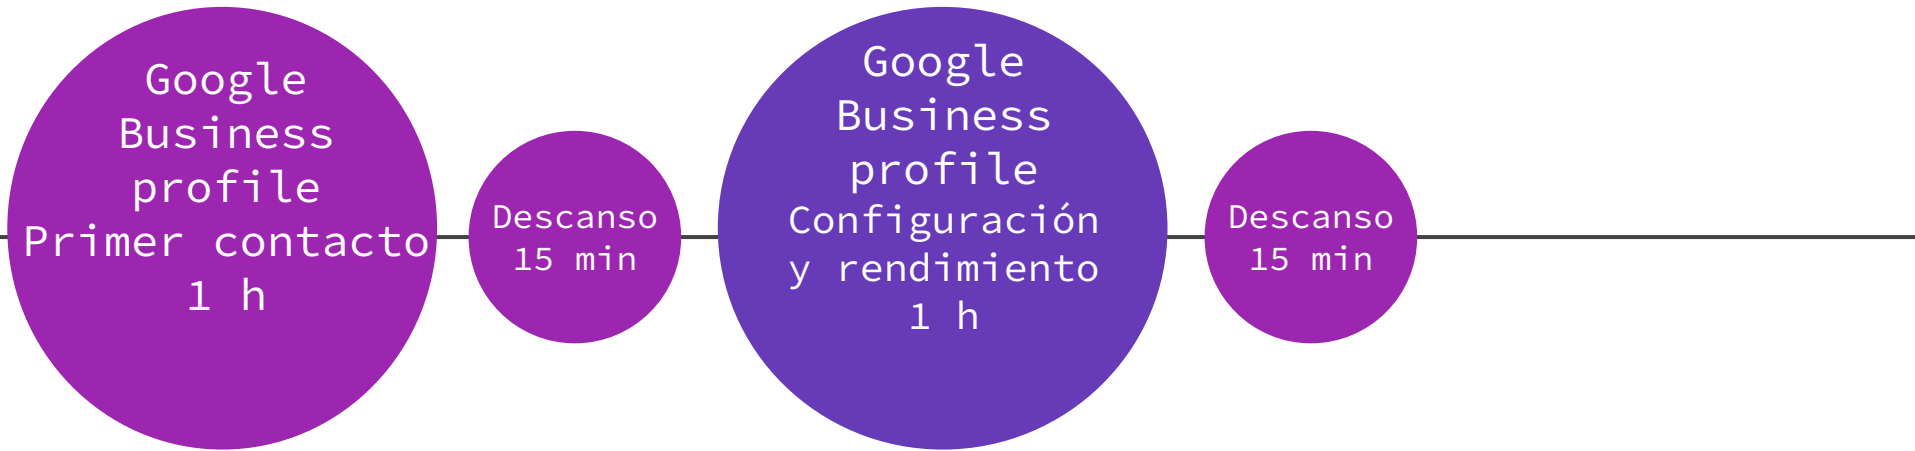 Google
Business
profile
Primer contacto
1 h
Descanso
15 min
Google
Business
profile
Configuración
y rendimiento
1 h
Descanso
15 min